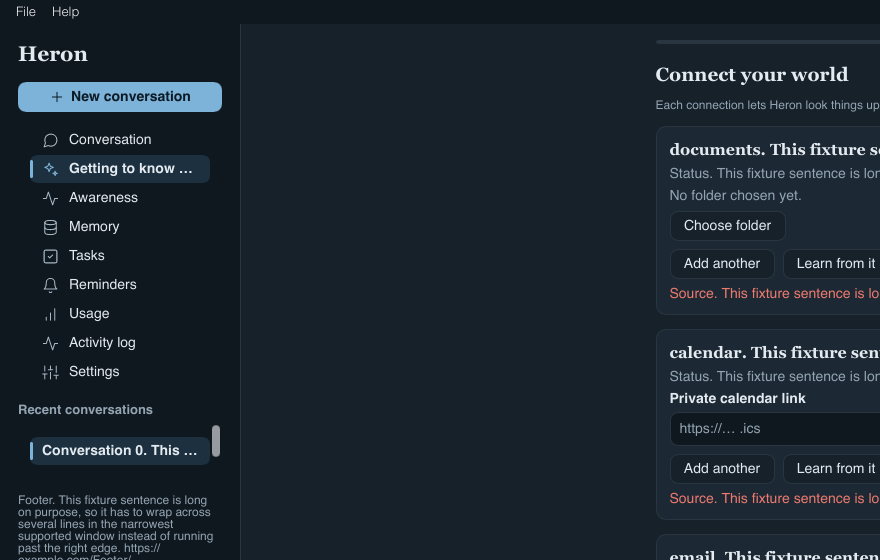 File Help
Heron
New conversation
Conversation
Getting to know ...
Awareness
Memory
Tasks
Reminders
Usage
Activity log
Settings
Recent conversations
Conversation 0. This ...
Footer. This fixture sentence is long
on purpose, so it has to wrap across
several lines in the narrowest
supported window instead of running
past the right edge. https://
example.com/Footer/
Connect your world
Each connection lets Heron look things up
documents. This fixture s
Status. This fixture sentence is lon
No folder chosen yet.
Choose folder
Add another Learn from it
Source. This fixture sentence is lo
calendar. This fixture sen
Status. This fixture sentence is lon
Private calendar link
https://... .ics
Add another Learn from it
Source. This fixture sentence is lo
email. This fixture senten